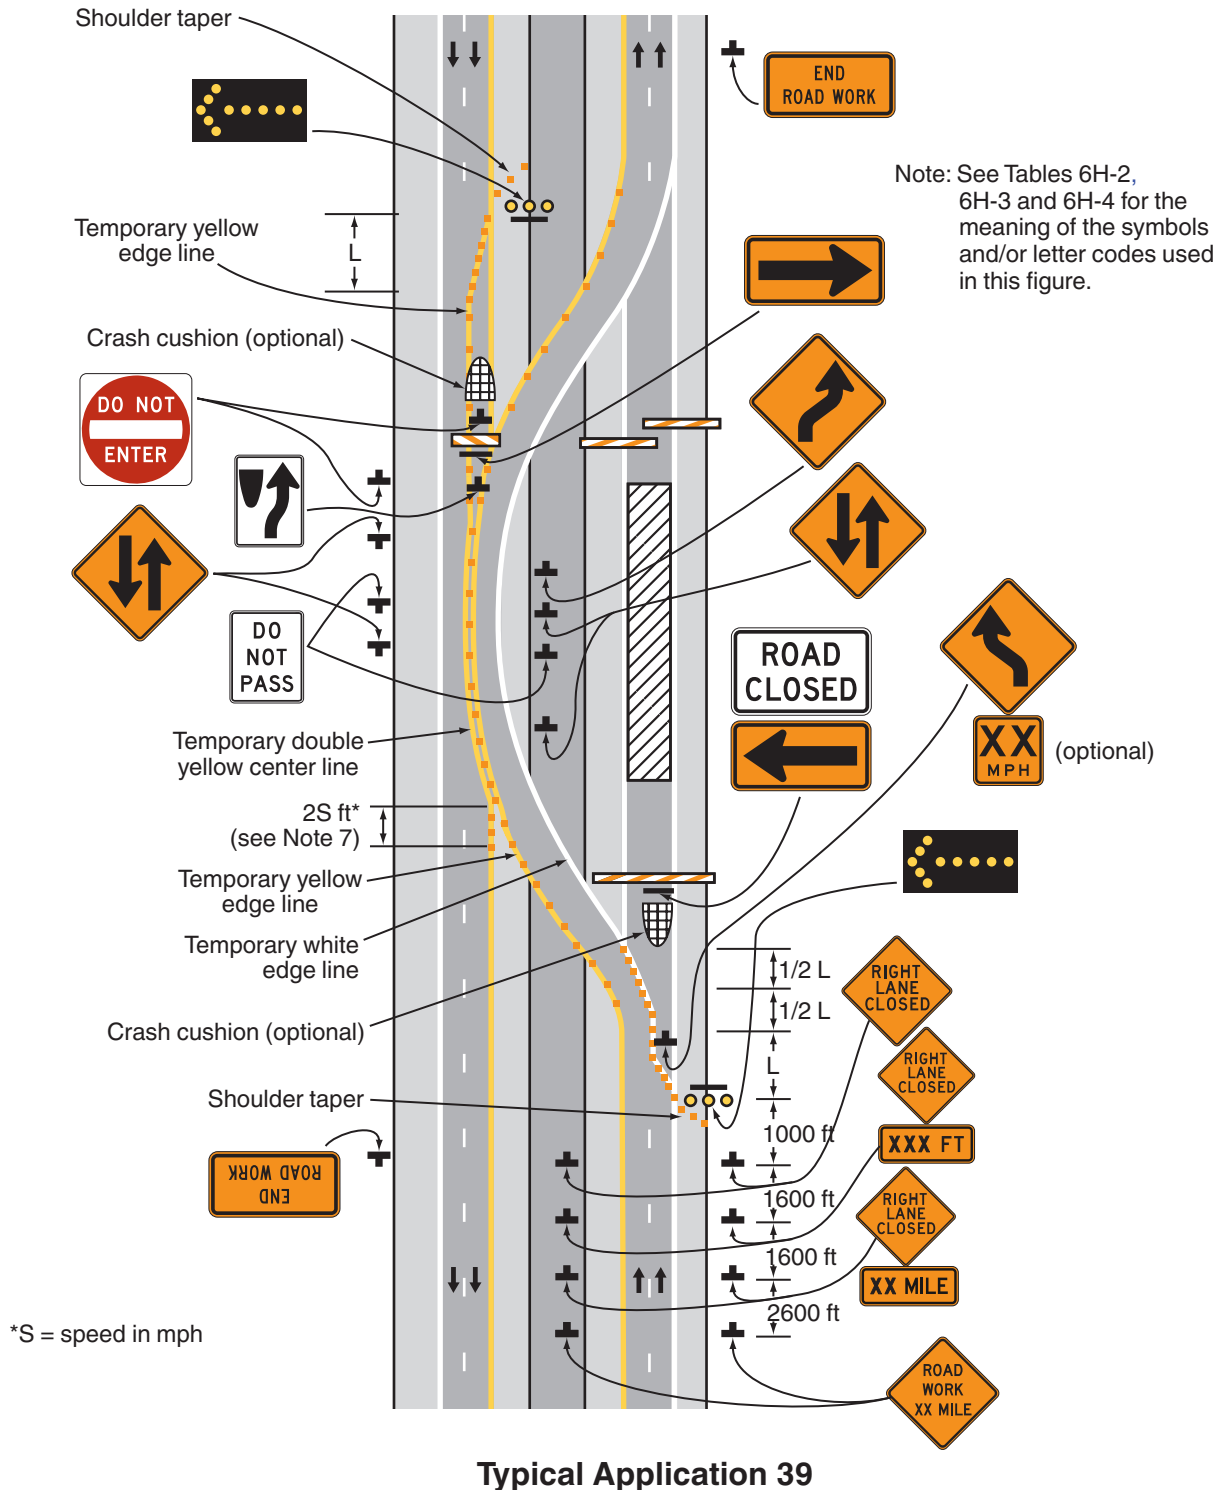 Shoulder taper
END
ROAD WORK
Note: See Tables 6H-2,
6H-3 and 6H-4 for the
meaning of the symbols
and/or letter codes used
in this figure.
Temporary yellow
edge line
L
Crash cushion (optional)
DO NOT
ENTER
DO
NOT
PASS
ROAD
CLOSED
XX
MPH
(optional)
Temporary double
yellow center line
2S ft*
(see Note 7)
Temporary yellow
edge line
Temporary white
edge line
Crash cushion (optional)
1/2 L
1/2 L
L
RIGHT
LANE
CLOSED
RIGHT
LANE
CLOSED
XXX FT
Shoulder taper
1000 ft
END
ROAD WORK
1600 ft
RIGHT
LANE
CLOSED
XX MILE
1600 ft
2600 ft
*S = speed in mph
ROAD
WORK
XX MILE
Typical Application 39